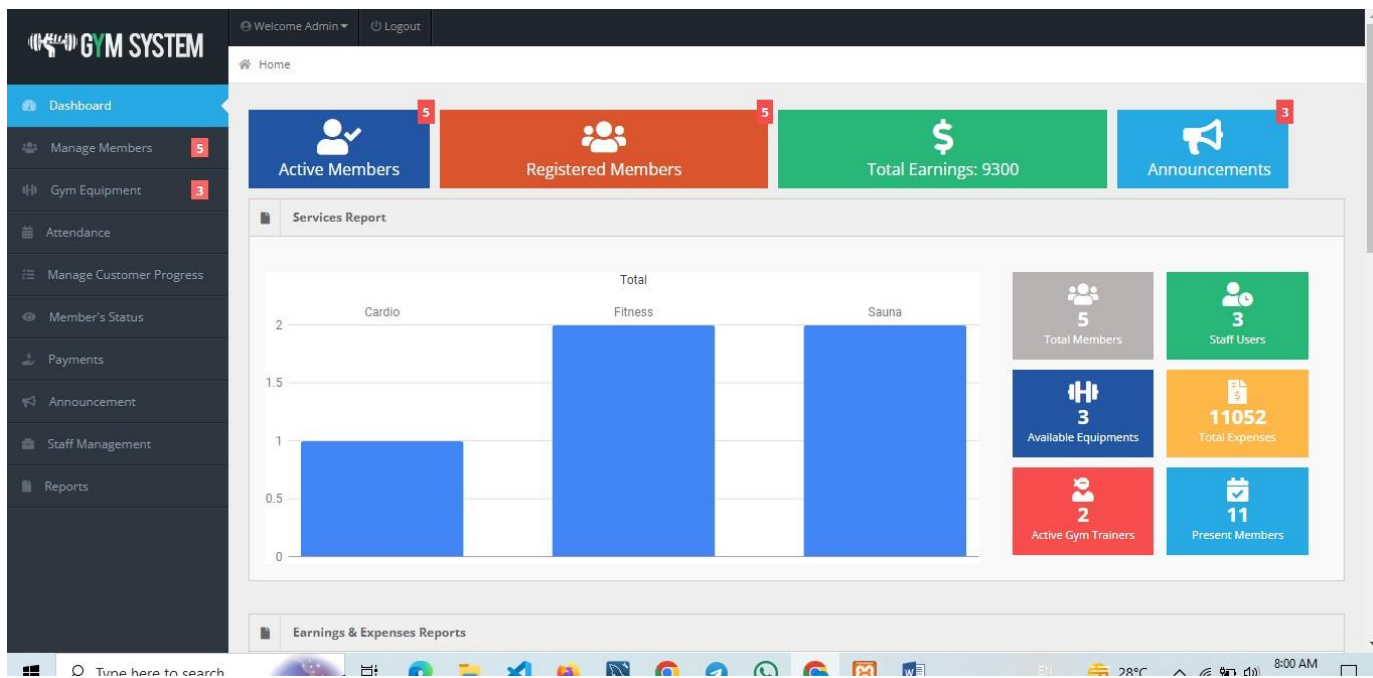 GYM SYSTEM
Welcome Admin
Logout
Home
Dashboard
Manage Members 5
Gym Equipment 3
Attendance
Manage Customer Progress
Member's Status
Payments
Announcement
Staff Management
Reports
5
Active Members
5
Registered Members
$
Total Earnings: 9300
3
Announcements
Services Report
Total
Cardio Fitness Sauna
2
1.5
1
0.5
0
5
Total Members
3
Staff Users
3
Available Equipments
$
11052
Total Expenses
2
Active Gym Trainers
11
Present Members
Earnings & Expenses Reports
Type here to search
28°C
8:00 AM